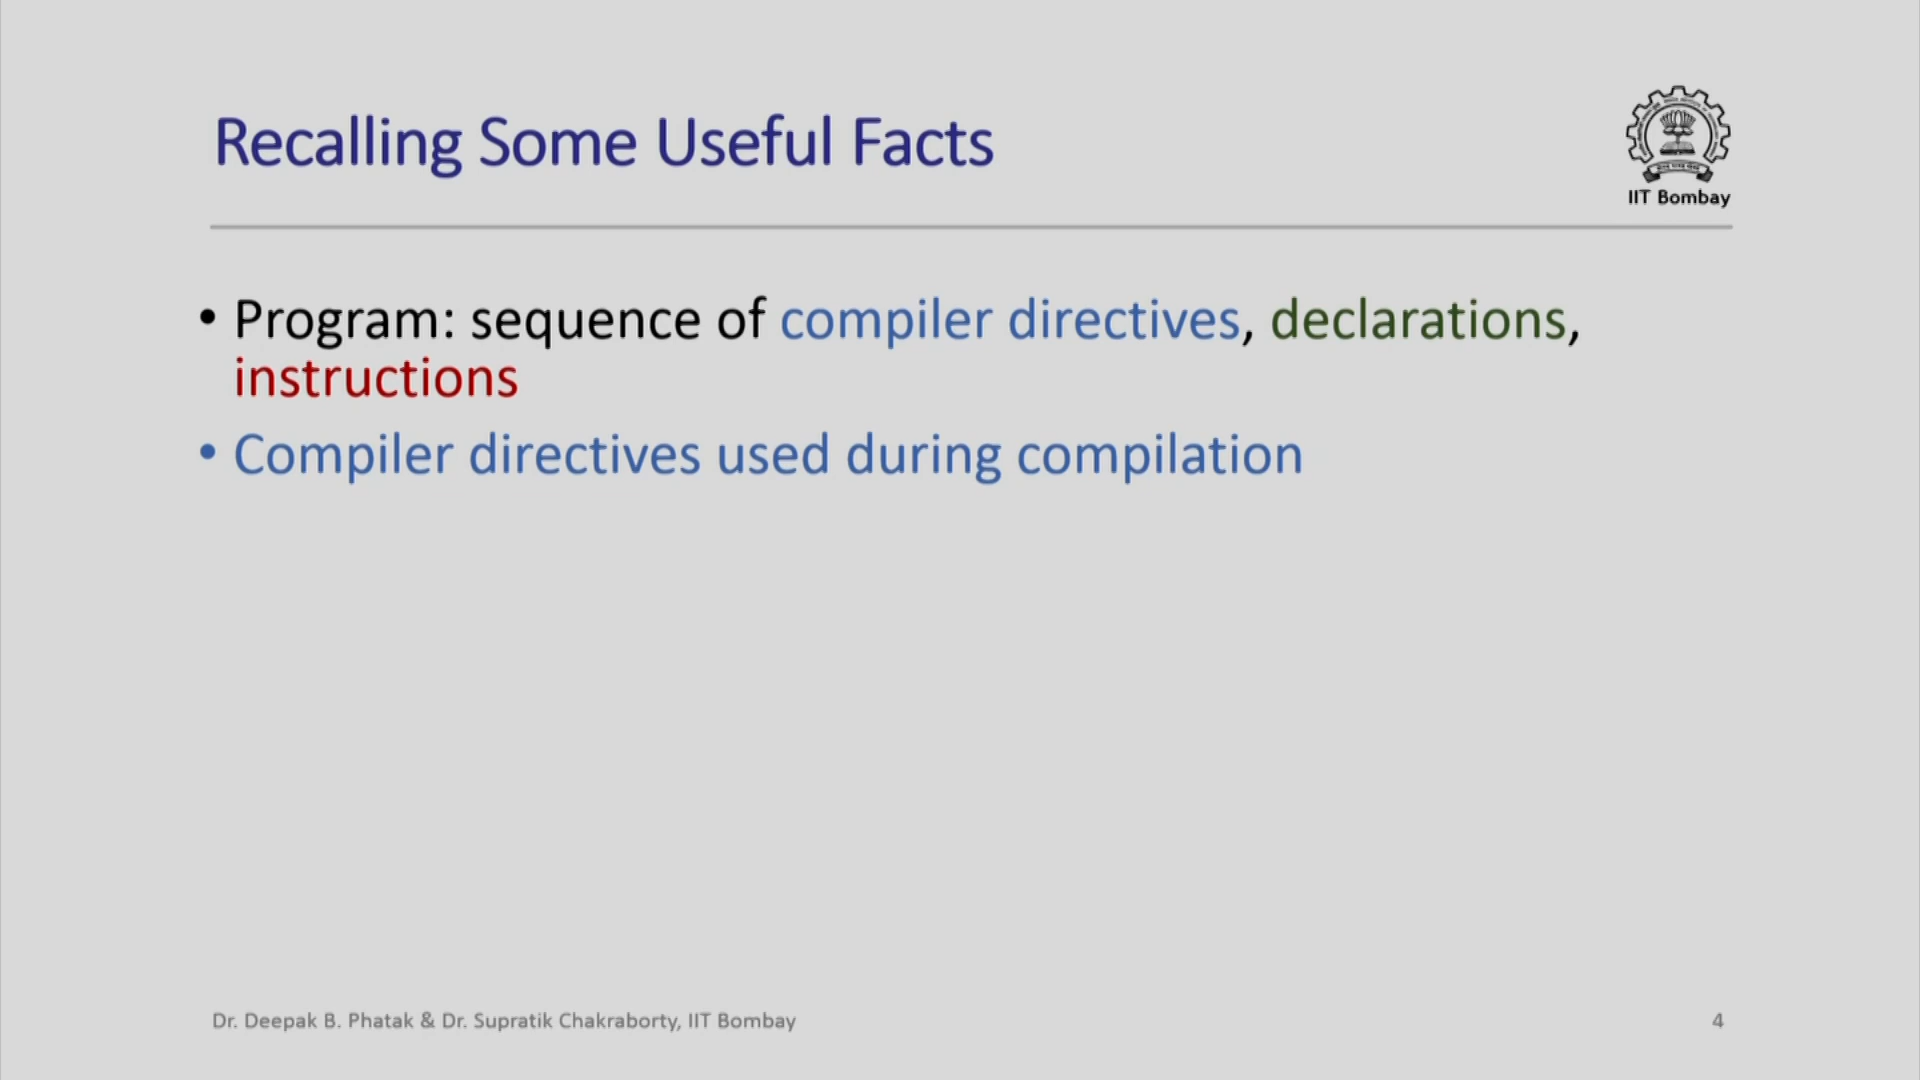 Recalling Some Useful Facts
IIT Bombay
• Program: sequence of compiler directives, declarations,
instructions
• Compiler directives used during compilation
Dr. Deepak B. Phatak & Dr. Supratik Chakraborty, IIT Bombay
4